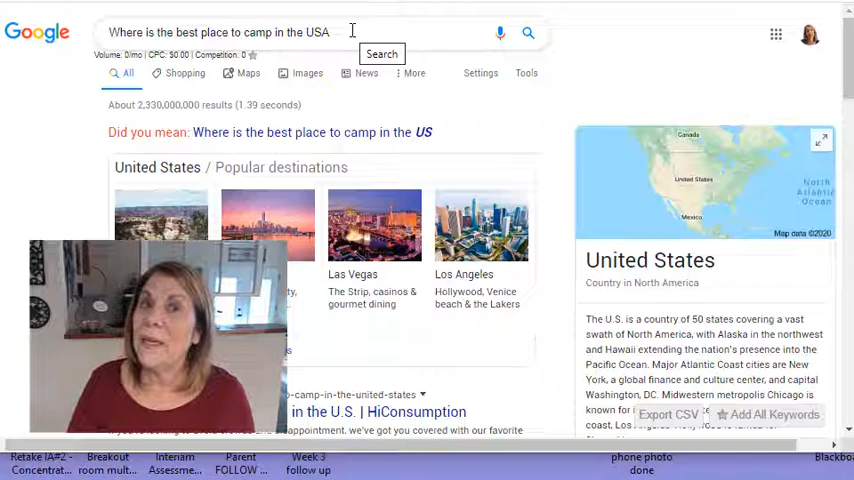 Google
Where is the best place to camp in the USA
Volume: 0/mo | CPC: $0.00 | Competition: 0
Search
All
Shopping
Maps
Images
News
More
Settings
Tools
About 2,330,000,000 results (1.39 seconds)
Did you mean: Where is the best place to camp in the US
United States / Popular destinations
Las Vegas
The Strip, casinos &
gourmet dining
Los Angeles
Hollywood, Venice
beach & the Lakers
-camp-in-the-united-states
in the U.S. | HiConsumption
disappointment, we've got you covered with our favorite
Canada
United States
Mexico
North
Atlantic
Ocean
Map data ©2020
United States
Country in North America
The U.S. is a country of 50 states covering a vast
swath of North America, with Alaska in the northwest
and Hawaii extending the nation's presence into the
Pacific Ocean. Major Atlantic Coast cities are New
York, a global finance and culture center, and capital
Washington, DC. Midwestern metropolis Chicago is
known for
coast, Los
Export CSV
Add All Keywords
Retake IA#2 -
Concentrat...
Breakout
room mult...
Interiam
Assessme...
Parent
FOLLOW ...
Week 3
follow up
phone photo
done
Blackboa